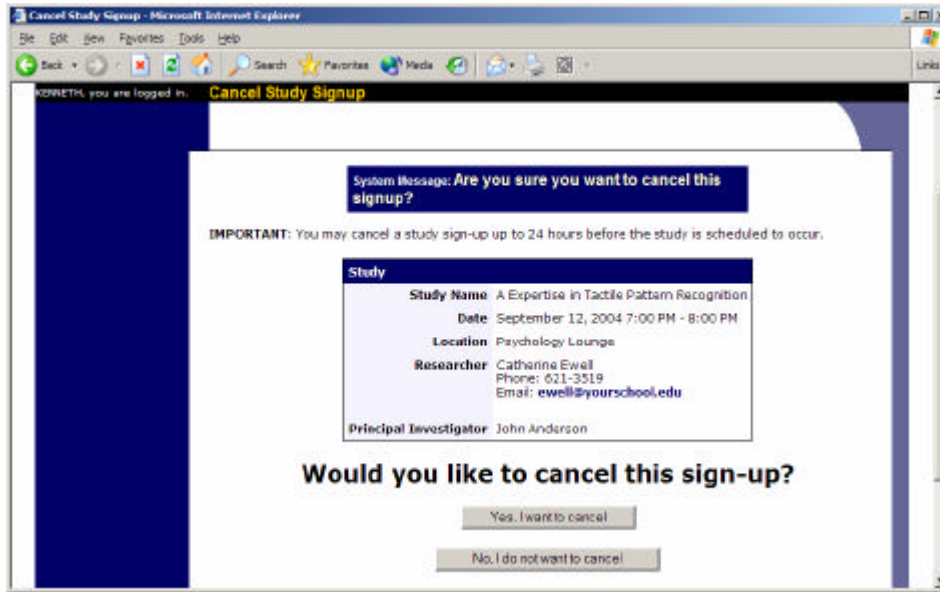 Cancel Study Signup - Microsoft Internet Explorer
File Edit View Favorites Tools Help
Back Search Favorites Media Links
KENNETH, you are logged in. Cancel Study Signup
System Message: Are you sure you want to cancel this
signup?
IMPORTANT: You may cancel a study sign-up up to 24 hours before the study is scheduled to occur.
Study
Study Name A Expertise in Tactile Pattern Recognition
Date September 12, 2004 7:00 PM - 8:00 PM
Location Psychology Lounge
Researcher Catherine Ewell
Phone: 621-3519
Email: ewell@yourschool.edu
Principal Investigator John Anderson
Would you like to cancel this sign-up?
Yes, I want to cancel
No, I do not want to cancel